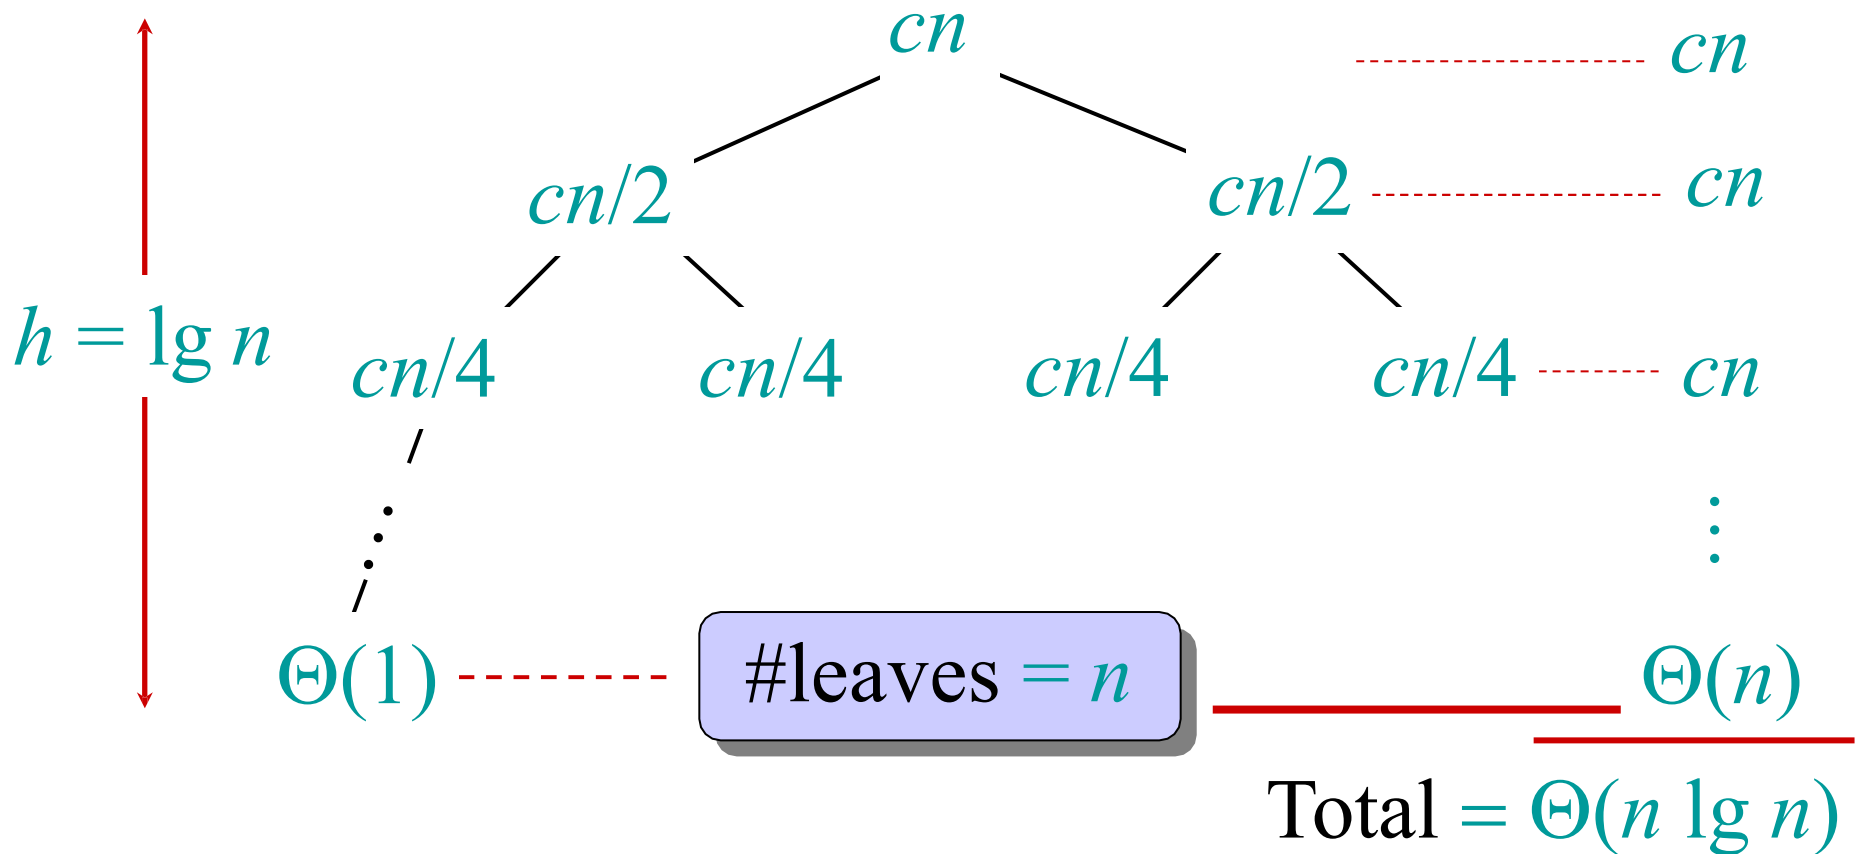 cn cn
cn/2 cn/2 cn
h = lg n cn/4 cn/4 cn/4 cn/4 cn
Θ(1) #leaves = n Θ(n)
Total = Θ(n lg n)